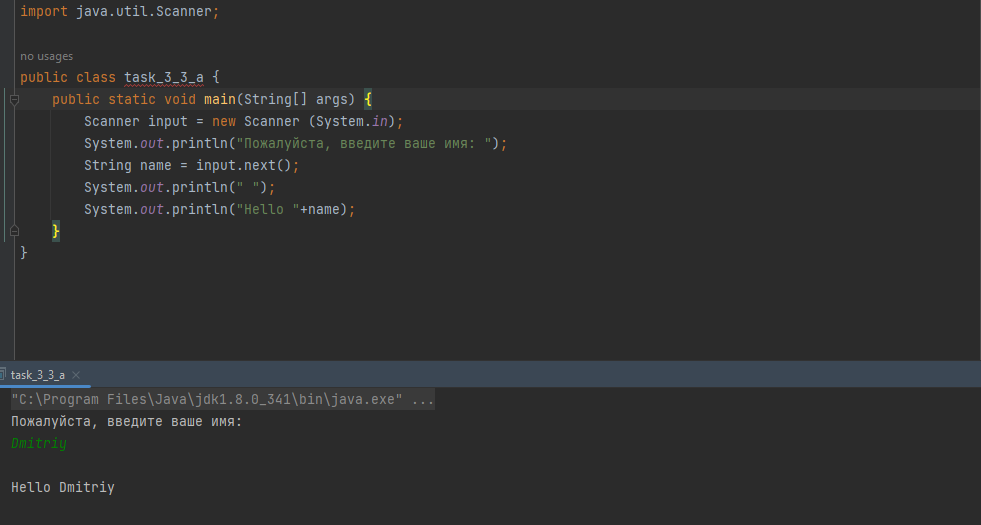 import java.util.Scanner;
no usages
public class task_3_3_a {
public static void main(String[] args) {
Scanner input = new Scanner (System.in);
System.out.println("Пожалуйста, введите ваше имя: ");
String name = input.next();
System.out.println(" ");
System.out.println("Hello "+name);
}
}
task_3_3_a
"C:\Program Files\Java\jdk1.8.0_341\bin\java.exe" ...
Пожалуйста, введите ваше имя:
Dmitriy
Hello Dmitriy